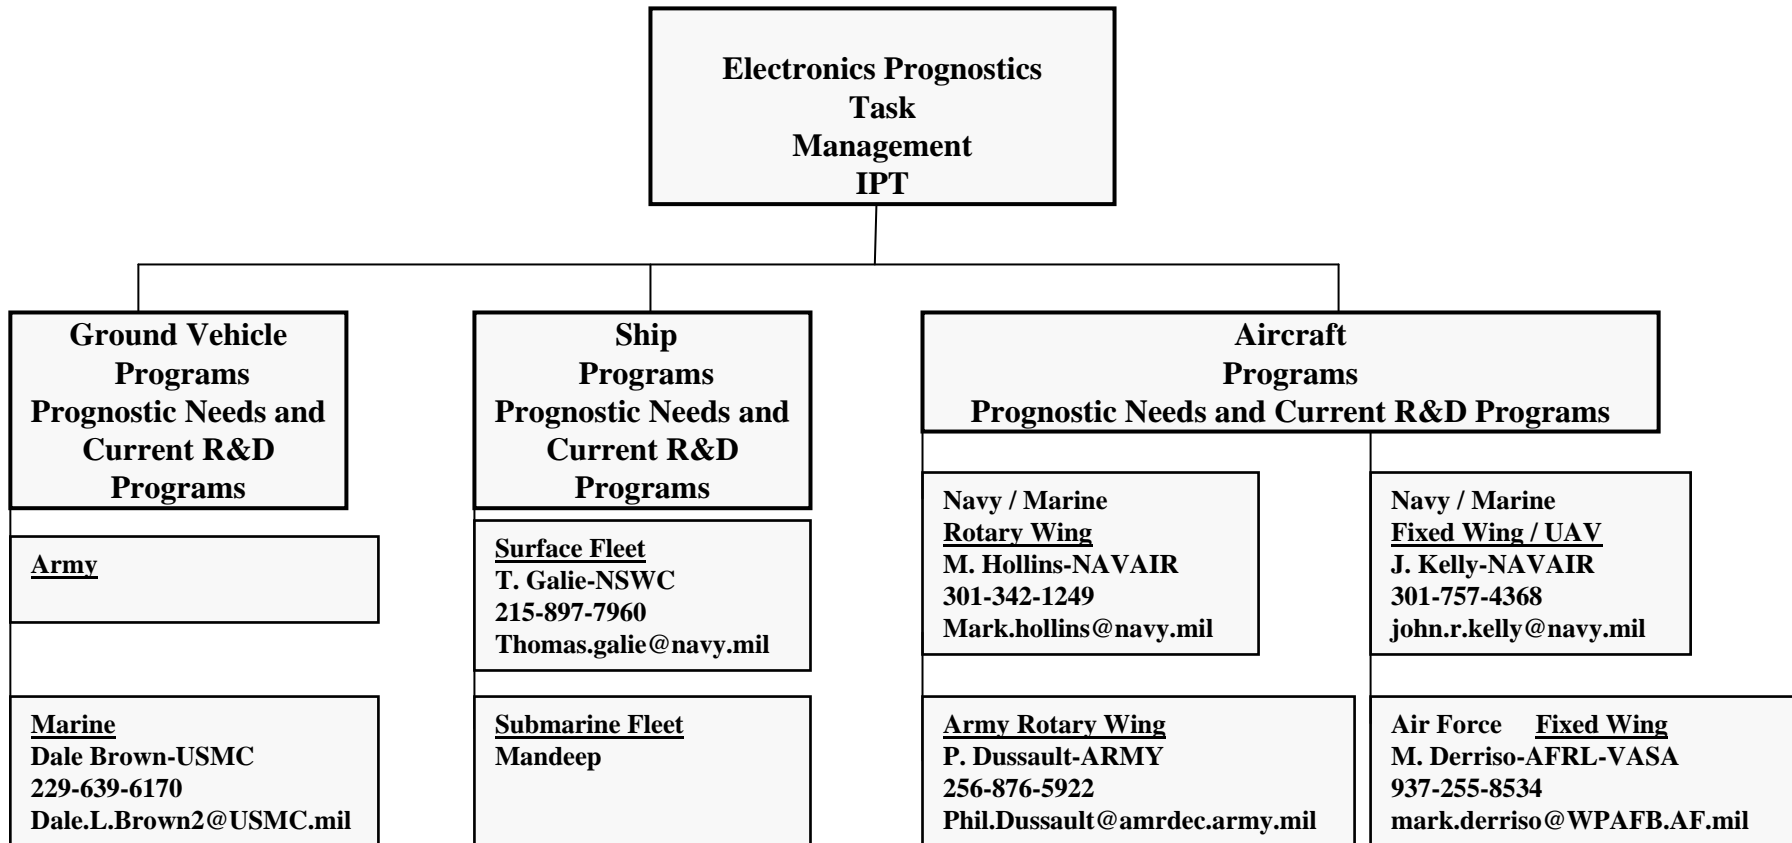 Electronics Prognostics
Task
Management
IPT
Ground Vehicle
Programs
Prognostic Needs and
Current R&D
Programs
Army
Marine
Dale Brown-USMC
229-639-6170
Dale.L.Brown2@USMC.mil
Ship
Programs
Prognostic Needs and
Current R&D
Programs
Surface Fleet
T. Galie-NSWC
215-897-7960
Thomas.galie@navy.mil
Submarine Fleet
Mandeep
Aircraft
Programs
Prognostic Needs and Current R&D Programs
Navy / Marine
Rotary Wing
M. Hollins-NAVAIR
301-342-1249
Mark.hollins@navy.mil
Army Rotary Wing
P. Dussault-ARMY
256-876-5922
Phil.Dussault@amrdec.army.mil
Navy / Marine
Fixed Wing / UAV
J. Kelly-NAVAIR
301-757-4368
john.r.kelly@navy.mil
Air Force Fixed Wing
M. Derriso-AFRL-VASA
937-255-8534
mark.derriso@WPAFB.AF.mil